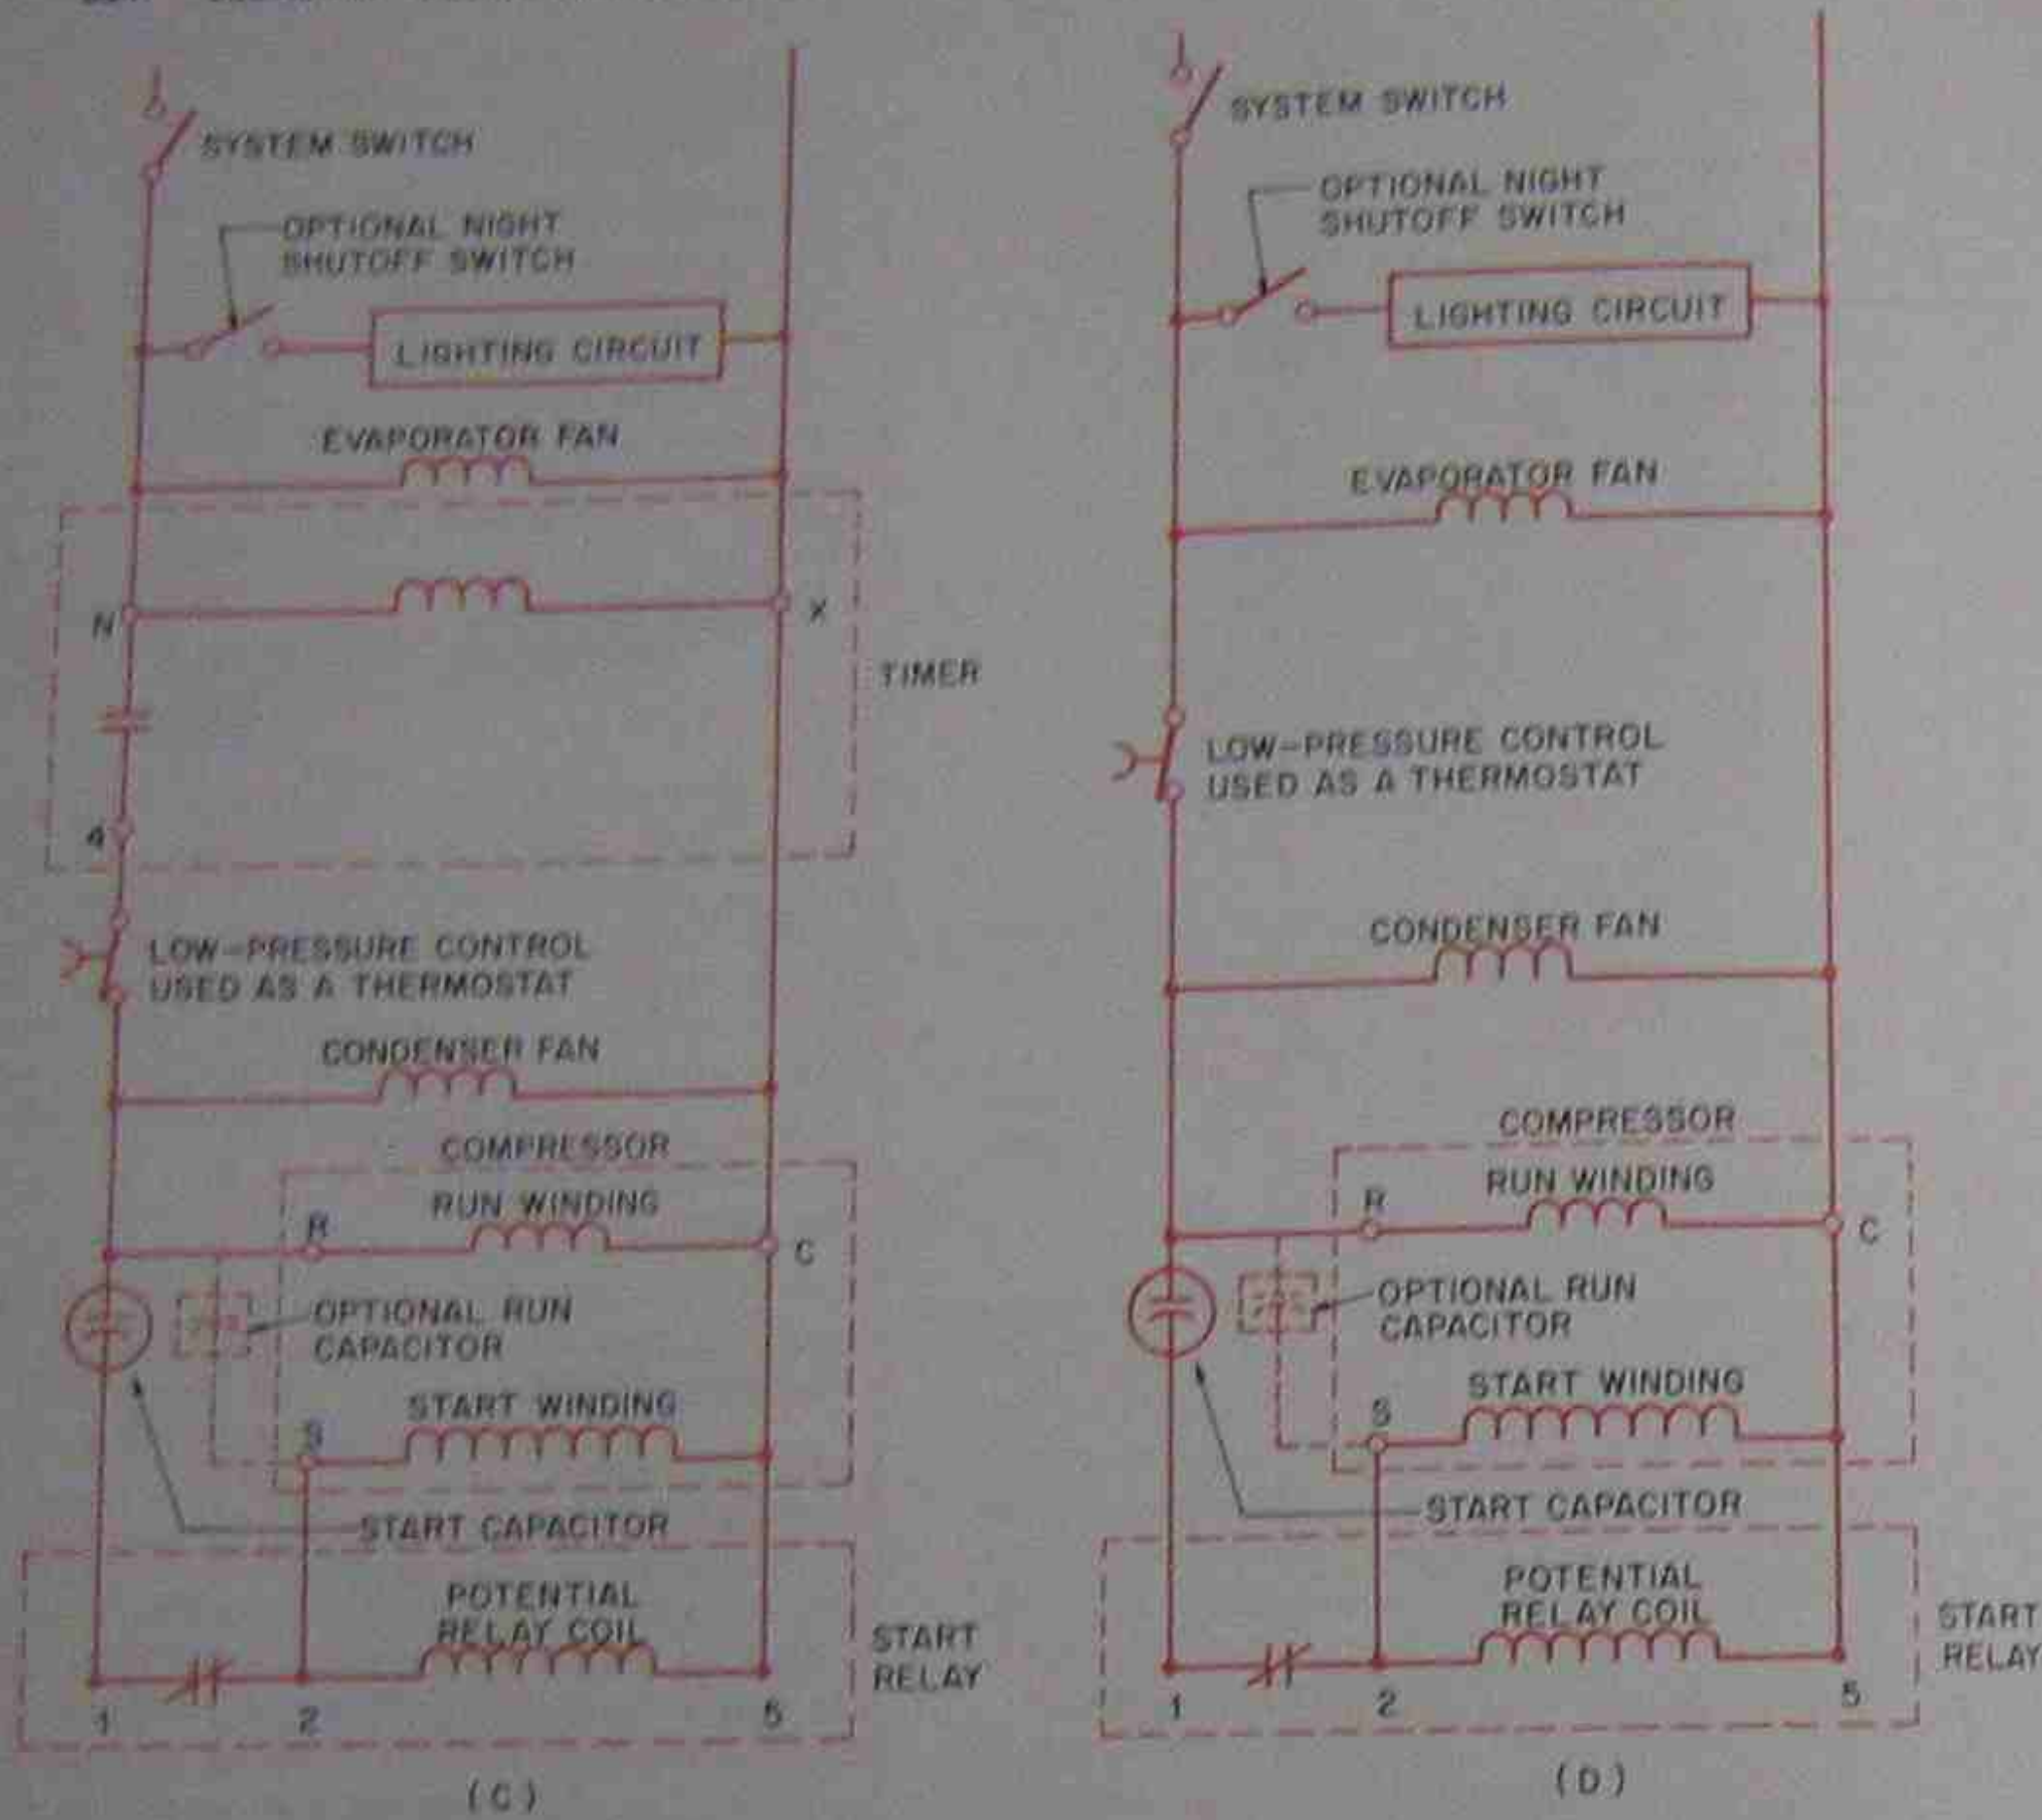 SYSTEM SWITCH
OPTIONAL NIGHT
SHUTOFF SWITCH
LIGHTING CIRCUIT
EVAPORATOR FAN
N
X
TIMER
4
LOW-PRESSURE CONTROL
USED AS A THERMOSTAT
CONDENSER FAN
COMPRESSOR
RUN WINDING
R
C
OPTIONAL RUN
CAPACITOR
START WINDING
S
START CAPACITOR
POTENTIAL
RELAY COIL
START
RELAY
1
2
5
(C)
SYSTEM SWITCH
OPTIONAL NIGHT
SHUTOFF SWITCH
LIGHTING CIRCUIT
EVAPORATOR FAN
LOW-PRESSURE CONTROL
USED AS A THERMOSTAT
CONDENSER FAN
COMPRESSOR
RUN WINDING
R
C
OPTIONAL RUN
CAPACITOR
START WINDING
S
START CAPACITOR
POTENTIAL
RELAY COIL
START
RELAY
1
2
5
(D)